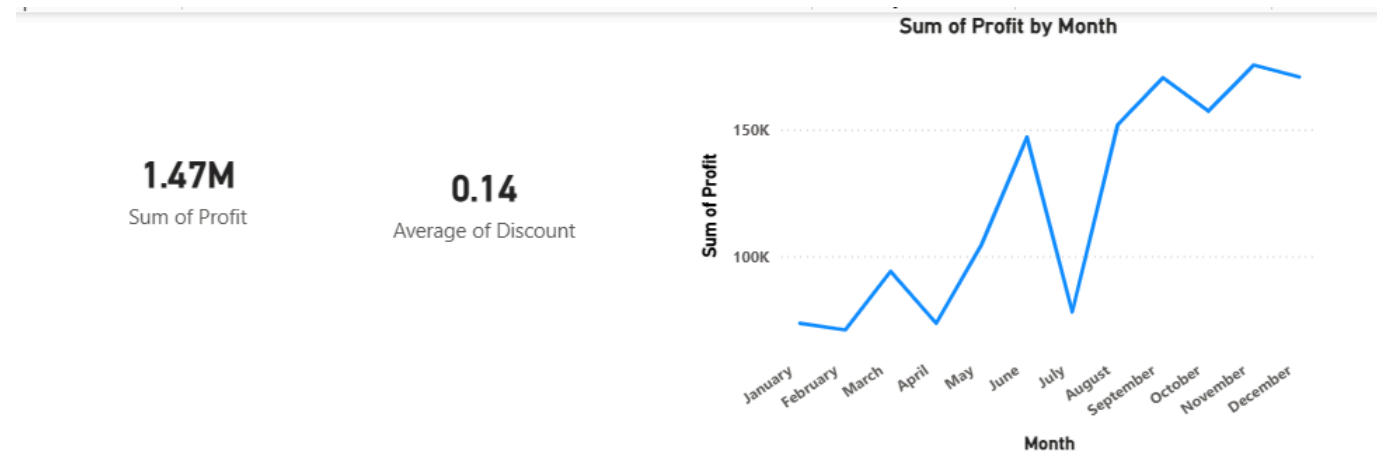 Sum of Profit by Month
1.47M
Sum of Profit
0.14
Average of Discount
Sum of Profit
150K
100K
January
February
March
April
May
June
July
August
September
October
November
December
Month